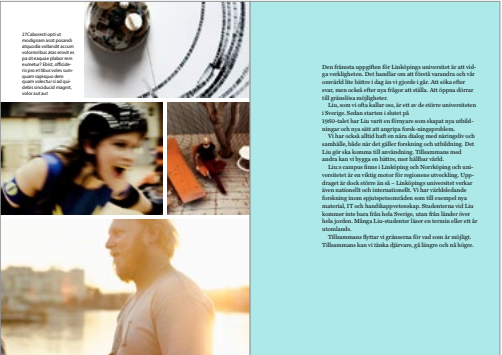 Den främsta uppgiften för Linköpings universitet är att vid-
ga verkligheten. Det handlar om att förstå varandra och vår
omvärld lite bättre i dag än vi gjorde i går. Att söka efter
svar, men också efter nya frågor att ställa. Att öppna dörrar
till gränslösa möjligheter.
Liu, som vi ofta kallar oss, är ett av de större universiteten
i Sverige. Sedan starten i slutet på
1960-talet har Liu varit en förnyare som skapat nya utbild-
ningar och nya sätt att angripa forsk-ningsproblem.
Vi har också alltid haft en nära dialog med näringsliv och
samhälle, både när det gäller forskning och utbildning. Det
Liu gör ska komma till användning. Tillsammans med
andra kan vi bygga en bättre, mer hållbar värld.
Liu:s campus finns i Linköping och Norrköping och uni-
versitetet är en viktig motor för regionens utveckling. Upp-
draget är dock större än så – Linköpings universitet verkar
även nationellt och internationellt. Vi har världsledande
forskning inom spjutspetsområden som till exempel nya
material, IT och handikappvetenskap. Studenterna vid Liu
kommer inte bara från hela Sverige, utan från länder över
hela jorden. Många Liu-studenter läser en termin eller ett år
utomlands.
Tillsammans flyttar vi gränserna för vad som är möjligt.
Tillsammans kan vi tänka djärvare, gå längre och nå högre.